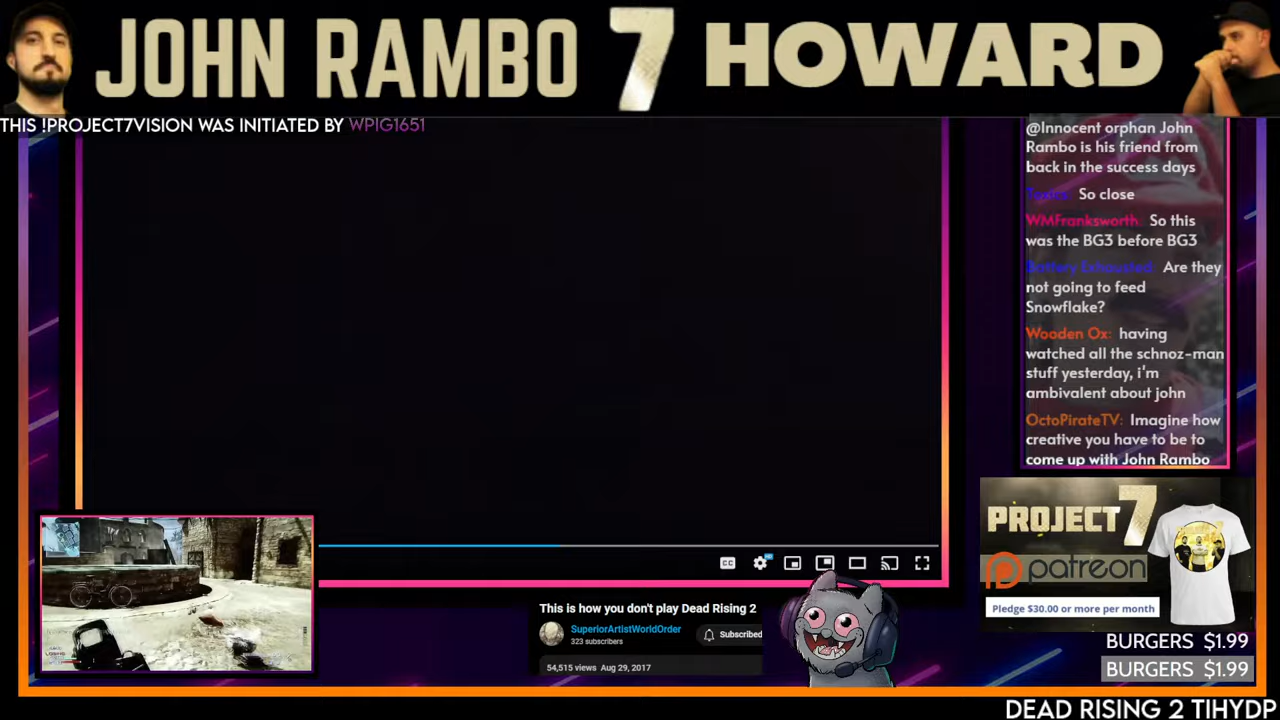 JOHN RAMBO 7 HOWARD
THIS !PROJECT7VISION WAS INITIATED BY WPIG1651
@Innocent orphan John
Rambo is his friend from
back in the success days
So close
WMFranksworth: So this
was the BG3 before BG3
Battery Exhausted: Are they
not going to feed
Snowflake?
Wooden Ox: having
watched all the schnoz-man
stuff yesterday, i'm
ambivalent about john
OctoPirateTV: Imagine how
creative you have to be to
come up with John Rambo
PROJECT 7
patreon
Pledge $30.00 or more per month
BURGERS $1.99
BURGERS $1.99
CC
HD
This is how you don't play Dead Rising 2
SuperiorArtistWorldOrder
323 subscribers
Subscribed
54,515 views Aug 29, 2017
DEAD RISING 2 TIHYDP